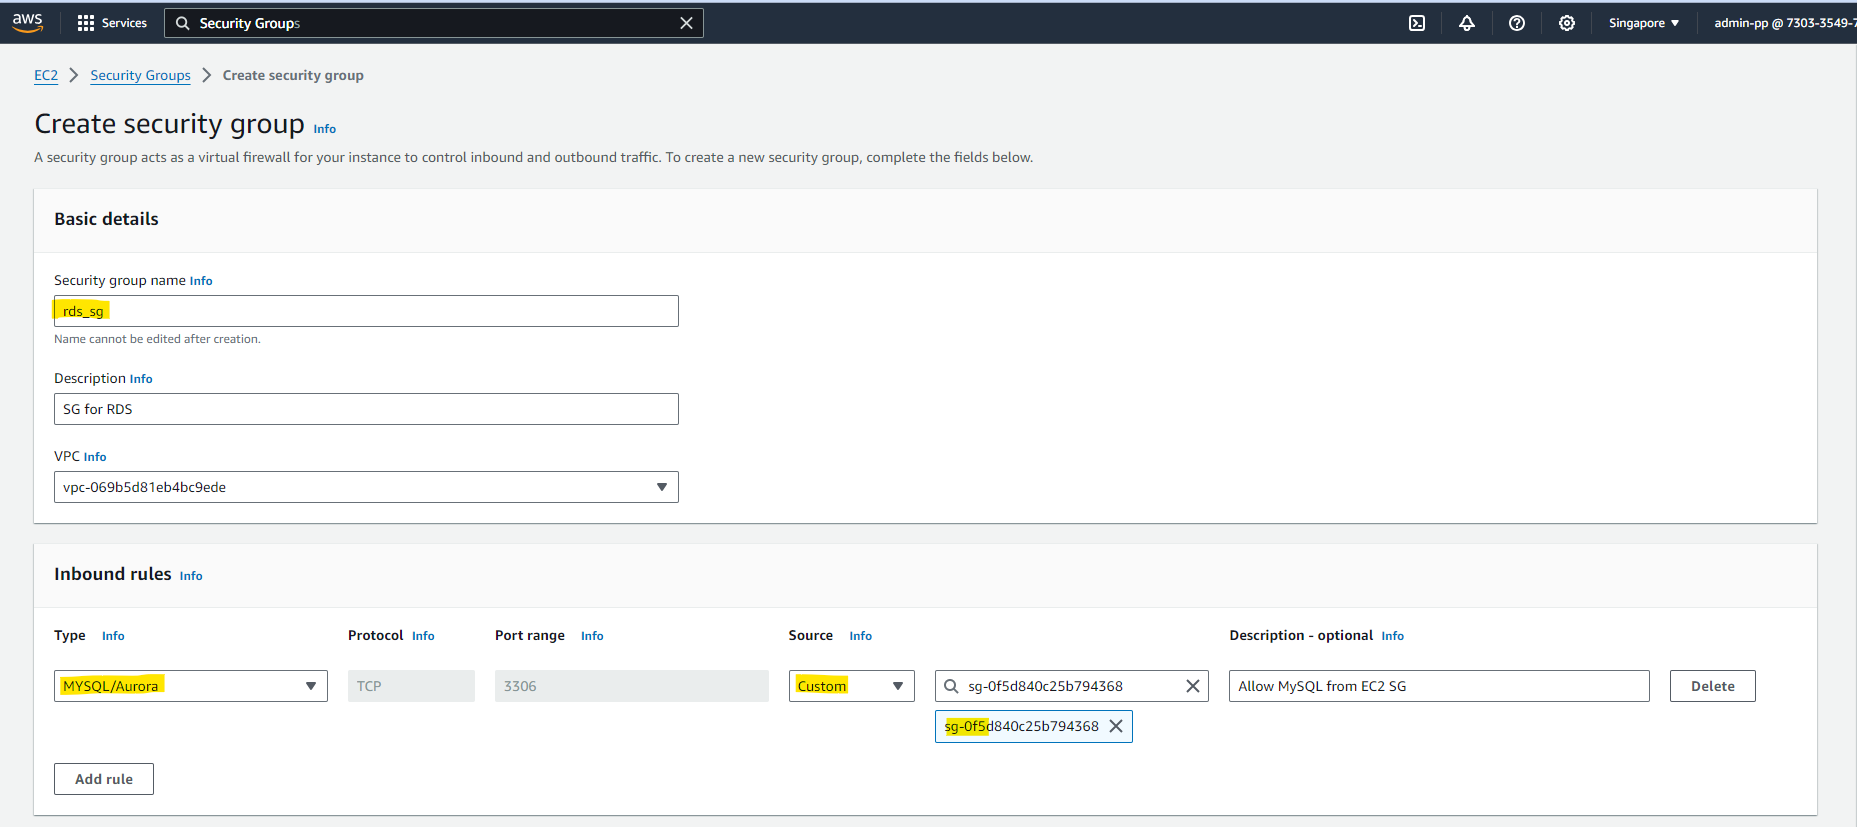 aws Services Security Groups Singapore admin-pp @ 7303-3549-7
EC2 Security Groups Create security group
Create security group Info
A security group acts as a virtual firewall for your instance to control inbound and outbound traffic. To create a new security group, complete the fields below.
Basic details
Security group name Info
rds_sg
Name cannot be edited after creation.
Description Info
SG for RDS
VPC Info
vpc-069b5d81eb4bc9ede
Inbound rules Info
Type Info Protocol Info Port range Info Source Info Description - optional Info
MYSQL/Aurora TCP 3306 Custom sg-0f5d840c25b794368 Allow MySQL from EC2 SG Delete
sg-0f5d840c25b794368
Add rule